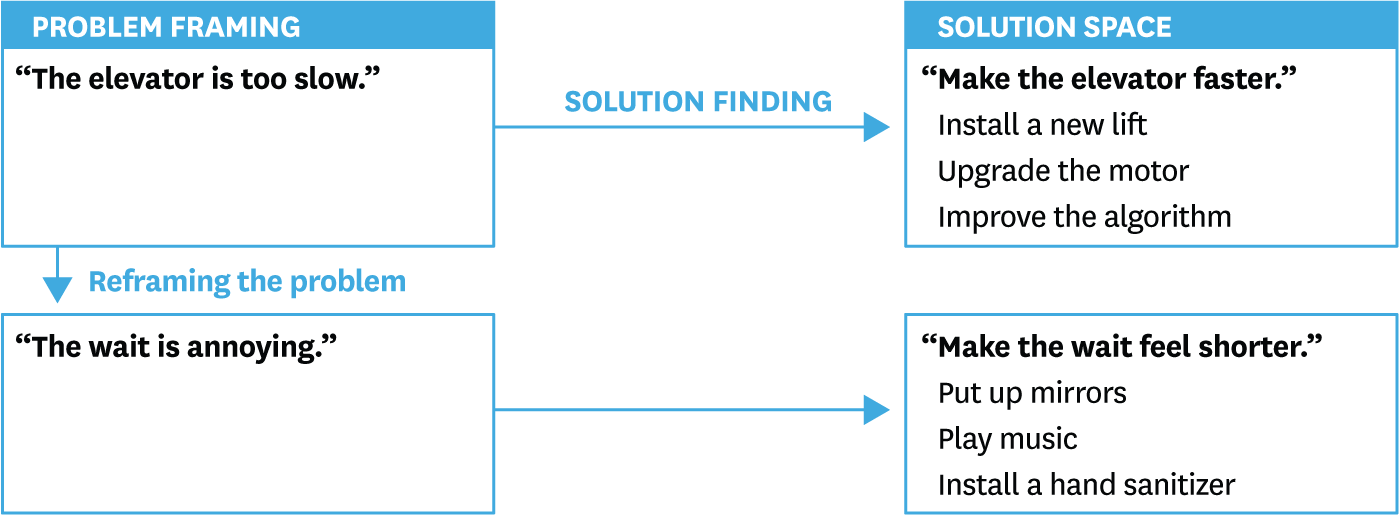 PROBLEM FRAMING
“The elevator is too slow.”
SOLUTION FINDING
SOLUTION SPACE
“Make the elevator faster.”
Install a new lift
Upgrade the motor
Improve the algorithm
Reframing the problem
“The wait is annoying.”
“Make the wait feel shorter.”
Put up mirrors
Play music
Install a hand sanitizer